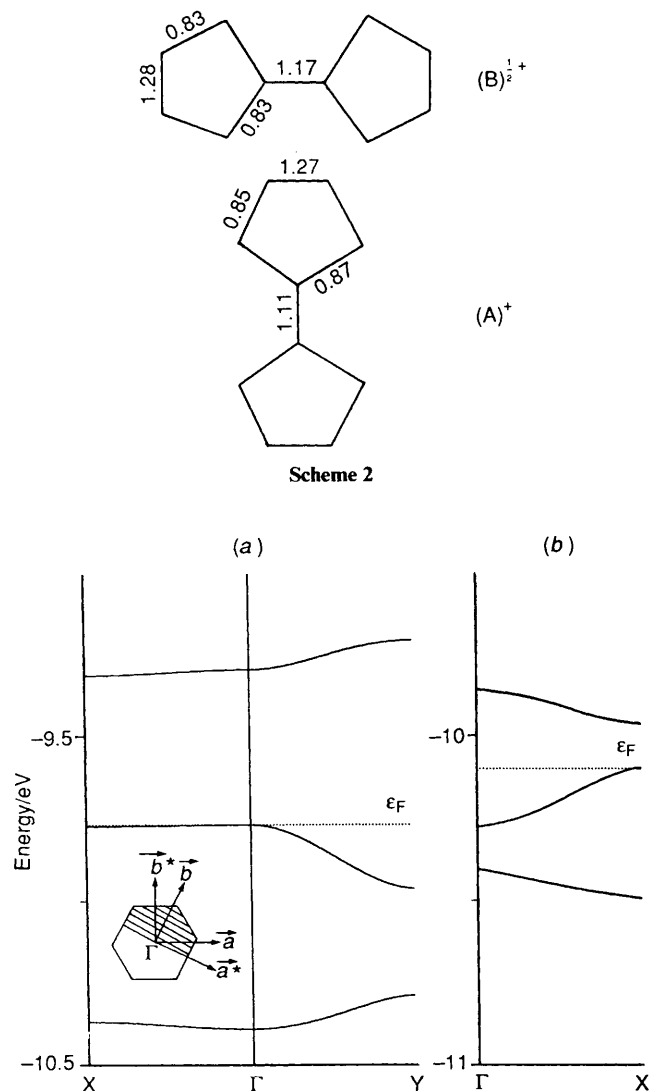 0.83
1.28
1.17
0.83
(B)½+
1.27
0.85
0.87
1.11
(A)+
Scheme 2
(a)
(b)
Energy/eV
−9.5
−10
εF
εF
b* b
Γ
a
a*
−10.5
−11
X Γ Y Γ X